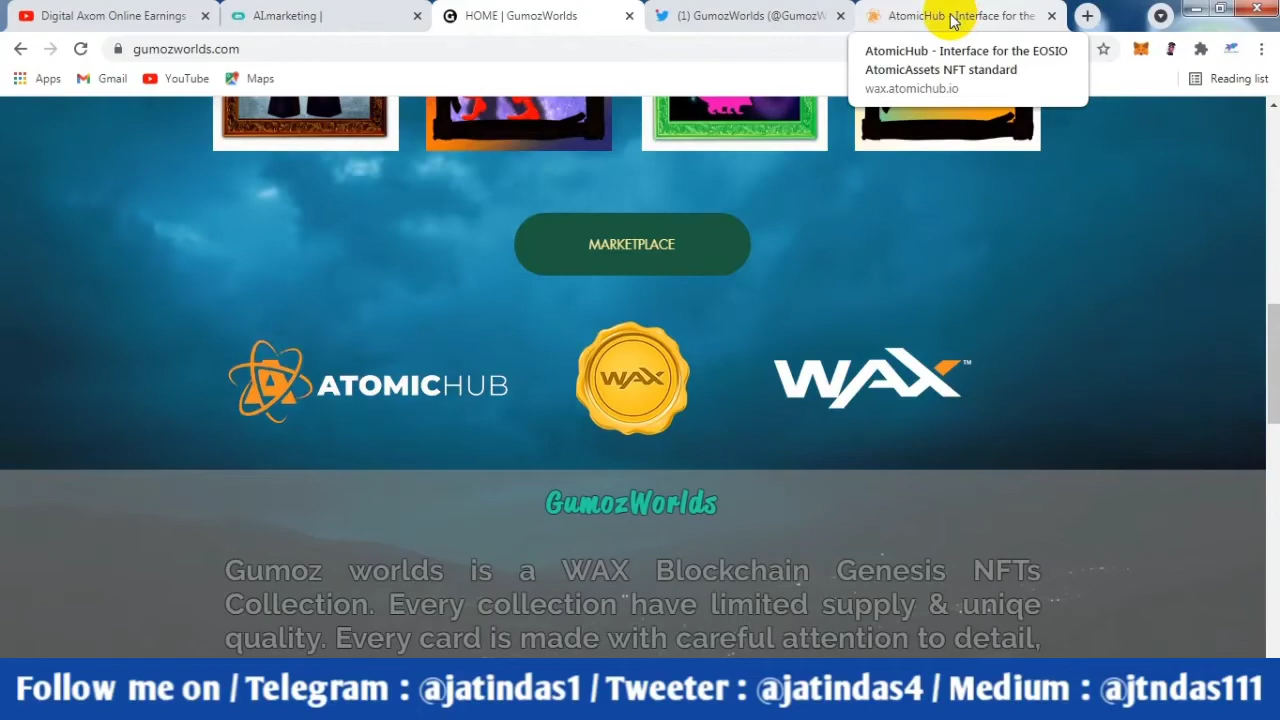 Digital Axom Online Earnings
AI.marketing |
HOME | GumozWorlds
(1) GumozWorlds (@GumozW
AtomicHub - Interface for the
gumozworlds.com
AtomicHub - Interface for the EOSIO
AtomicAssets NFT standard
wax.atomichub.io
Apps
Gmail
YouTube
Maps
Reading list
MARKETPLACE
ATOMICHUB
WAX
WAX™
GumozWorlds
Gumoz worlds is a WAX Blockchain Genesis NFTs
Collection. Every collection have limited supply & uniqe
quality. Every card is made with careful attention to detail,
Follow me on / Telegram : @jatindas1 / Tweeter : @jatindas4 / Medium : @jtndas111